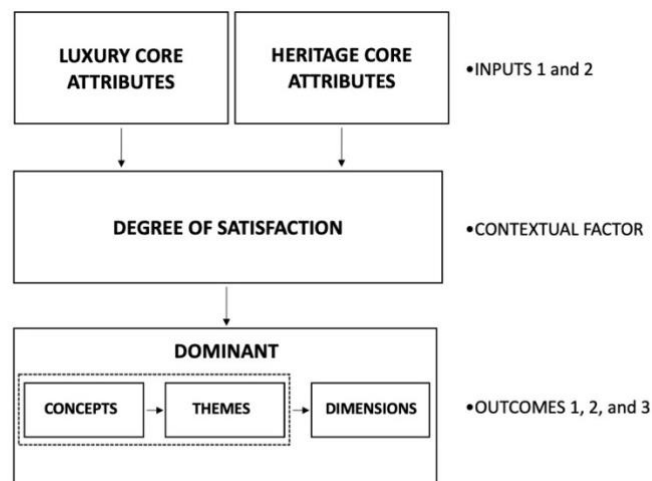 LUXURY CORE
ATTRIBUTES
HERITAGE CORE
ATTRIBUTES
•INPUTS 1 and 2
DEGREE OF SATISFACTION
•CONTEXTUAL FACTOR
DOMINANT
CONCEPTS
THEMES
DIMENSIONS
•OUTCOMES 1, 2, and 3